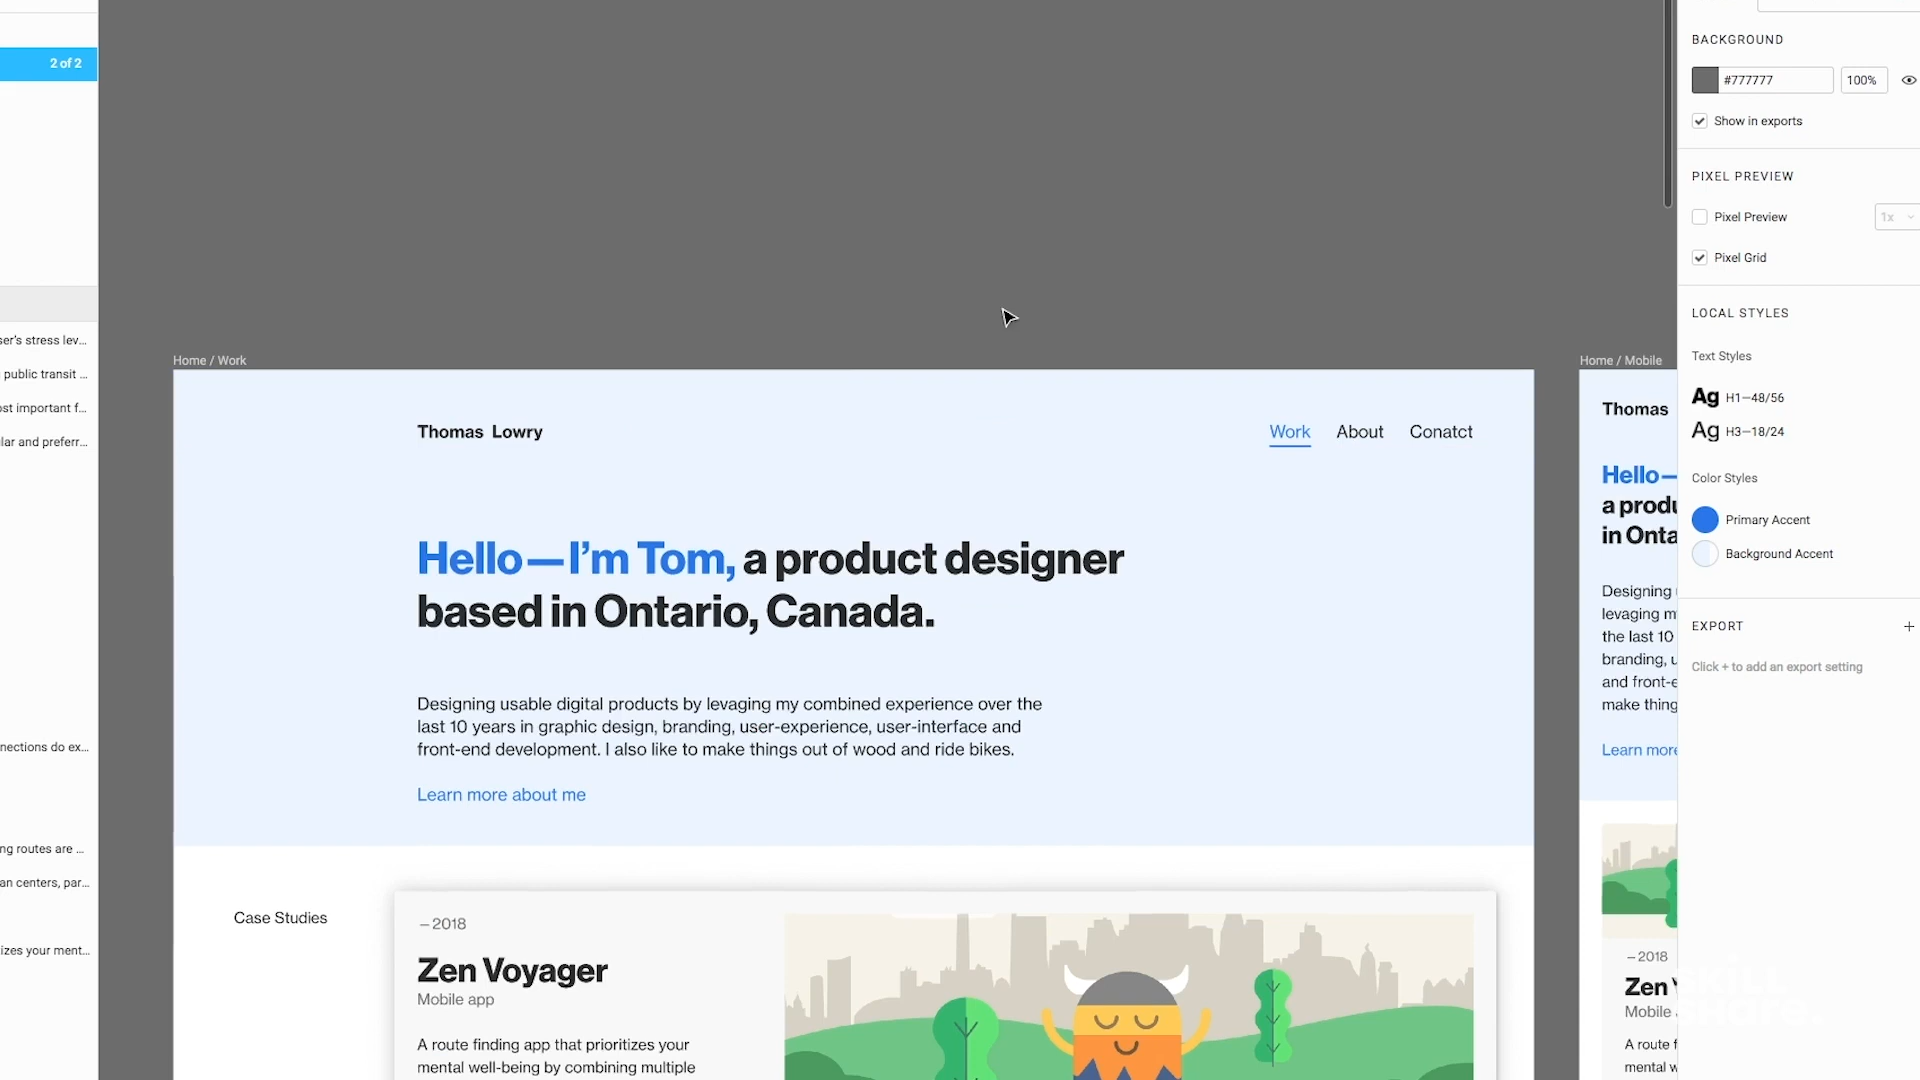 2 of 2
ser's stress lev...
public transit ...
ost important f...
lar and preferr...
nections do ex...
ng routes are ...
an centers, par...
izes your ment...
Home / Work
Thomas Lowry
Work About Conatct
Hello—I'm Tom, a product designer
based in Ontario, Canada.
Designing usable digital products by levaging my combined experience over the
last 10 years in graphic design, branding, user-experience, user-interface and
front-end development. I also like to make things out of wood and ride bikes.
Learn more about me
Case Studies
—2018
Zen Voyager
Mobile app
A route finding app that prioritizes your
mental well-being by combining multiple
Home / Mobile
Thomas
Hello—
a produ
in Onta
Designing
levaging m
the last 10
branding, u
and front-e
make thing
Learn more
—2018
Zen
Mobile
A route f
mental w
BACKGROUND
#777777 100%
Show in exports
PIXEL PREVIEW
Pixel Preview 1x
Pixel Grid
LOCAL STYLES
Text Styles
Ag H1—48/56
Ag H3—18/24
Color Styles
Primary Accent
Background Accent
EXPORT +
Click + to add an export setting
SKILL
SHARE.